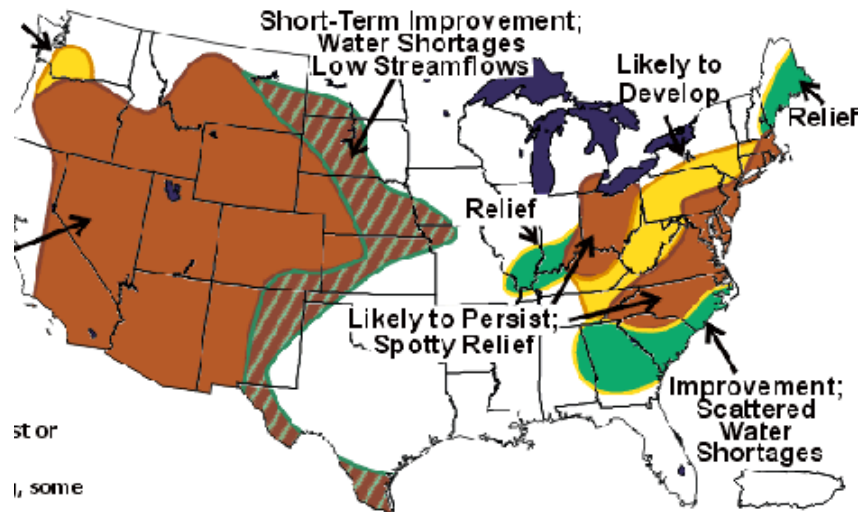 Short-Term Improvement;
Water Shortages
Low Streamflows
Likely to
Develop
Relief
Relief
Likely to Persist;
Spotty Relief
Improvement;
Scattered
Water
Shortages
st or
, some